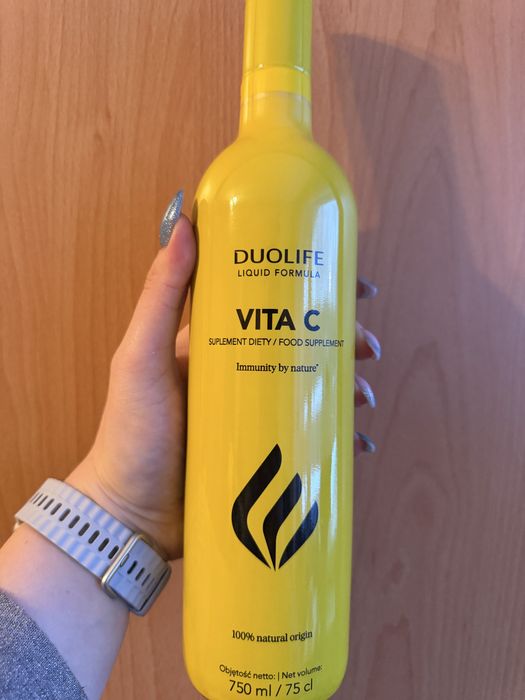 DUOLIFE
LIQUID FORMULA
VITA C
SUPLEMENT DIETY / FOOD SUPPLEMENT
Immunity by nature*
100% natural origin
Objętość netto: | Net volume:
750 ml / 75 cl